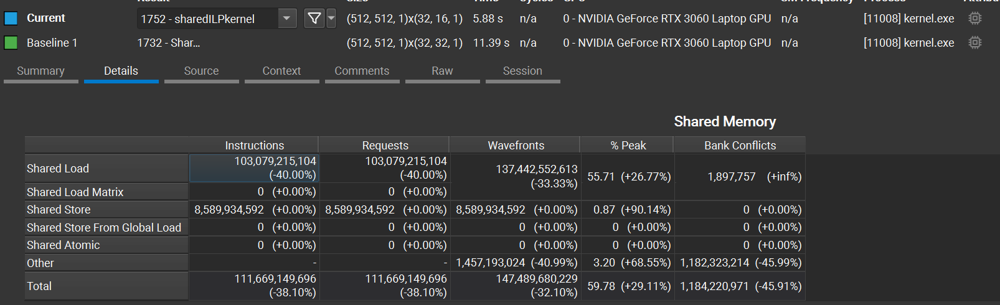 Result Size Time Cycles GPU SM Frequency Process Attribu
Current 1752 - sharedILPkernel (512, 512, 1)x(32, 16, 1) 5.88 s n/a 0 - NVIDIA GeForce RTX 3060 Laptop GPU n/a [11008] kernel.exe
Baseline 1 1732 - Shar... (512, 512, 1)x(32, 32, 1) 11.39 s n/a 0 - NVIDIA GeForce RTX 3060 Laptop GPU n/a [11008] kernel.exe
Summary Details Source Context Comments Raw Session
Shared Memory
Instructions Requests Wavefronts % Peak Bank Conflicts
Shared Load 103,079,215,104 (-40.00%) 103,079,215,104 (-40.00%) 137,442,552,613 (-33.33%) 55.71 (+26.77%) 1,897,757 (+inf%)
Shared Load Matrix 0 (+0.00%) 0 (+0.00%)
Shared Store 8,589,934,592 (+0.00%) 8,589,934,592 (+0.00%) 8,589,934,592 (+0.00%) 0.87 (+90.14%) 0 (+0.00%)
Shared Store From Global Load 0 (+0.00%) 0 (+0.00%) 0 (+0.00%) 0 (+0.00%) 0 (+0.00%)
Shared Atomic 0 (+0.00%) 0 (+0.00%) 0 (+0.00%) 0 (+0.00%) 0 (+0.00%)
Other - - 1,457,193,024 (-40.99%) 3.20 (+68.55%) 1,182,323,214 (-45.99%)
Total 111,669,149,696 (-38.10%) 111,669,149,696 (-38.10%) 147,489,680,229 (-32.10%) 59.78 (+29.11%) 1,184,220,971 (-45.91%)